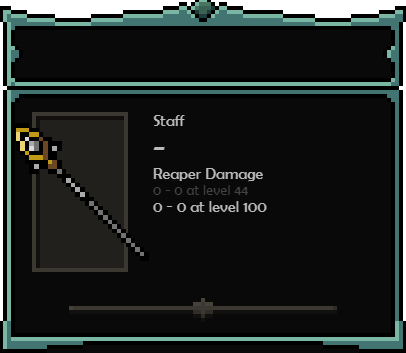 Staff
–
Reaper Damage
0 - 0 at level 44
0 - 0 at level 100